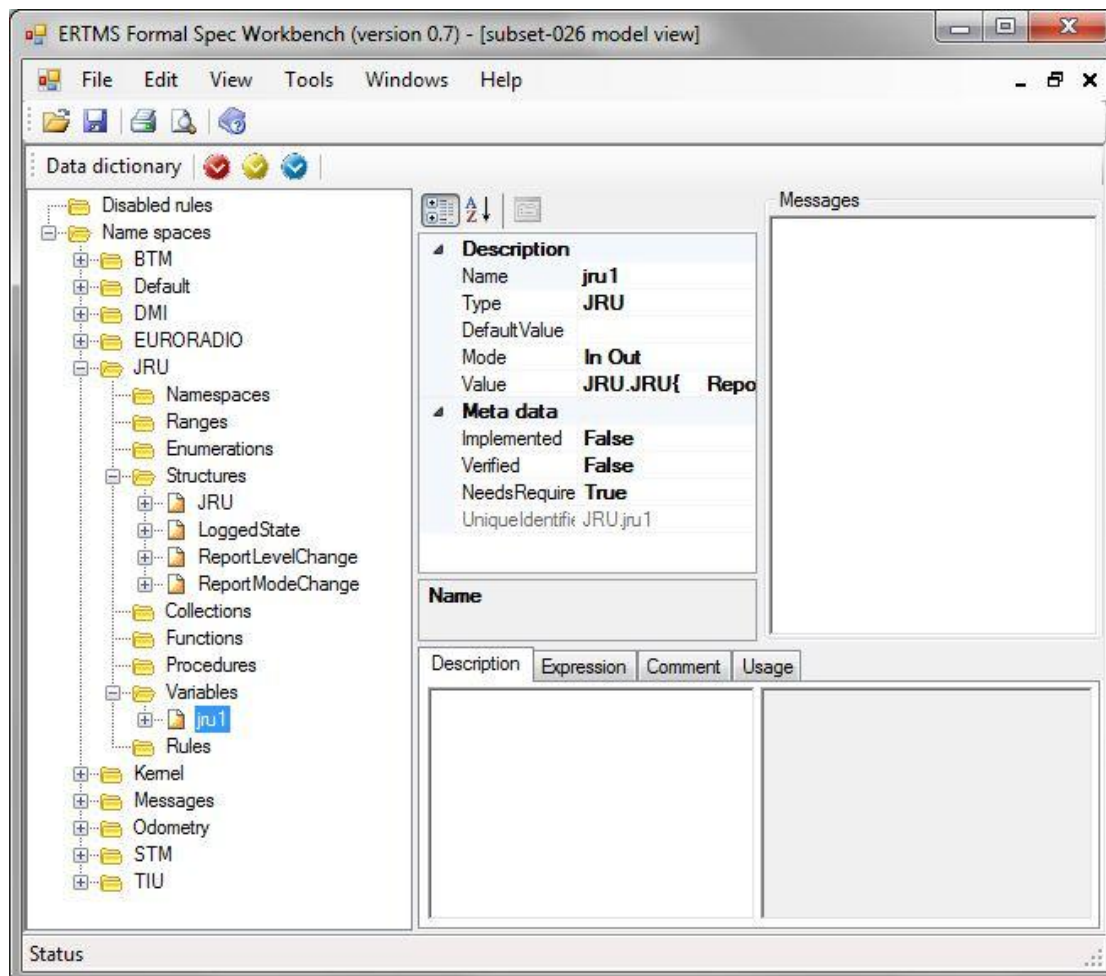 ERTMS Formal Spec Workbench (version 0.7) - [subset-026 model view]
File Edit View Tools Windows Help
Data dictionary
Disabled rules
Name spaces
BTM
Default
DMI
EURORADIO
JRU
Namespaces
Ranges
Enumerations
Structures
JRU
LoggedState
ReportLevelChange
ReportModeChange
Collections
Functions
Procedures
Variables
jru1
Rules
Kernel
Messages
Odometry
STM
TIU
Description
Name jru1
Type JRU
DefaultValue
Mode In Out
Value JRU.JRU{ Repo
Meta data
Implemented False
Verified False
NeedsRequire True
UniqueIdentifie JRU.jru1
Name
Messages
Description Expression Comment Usage
Status